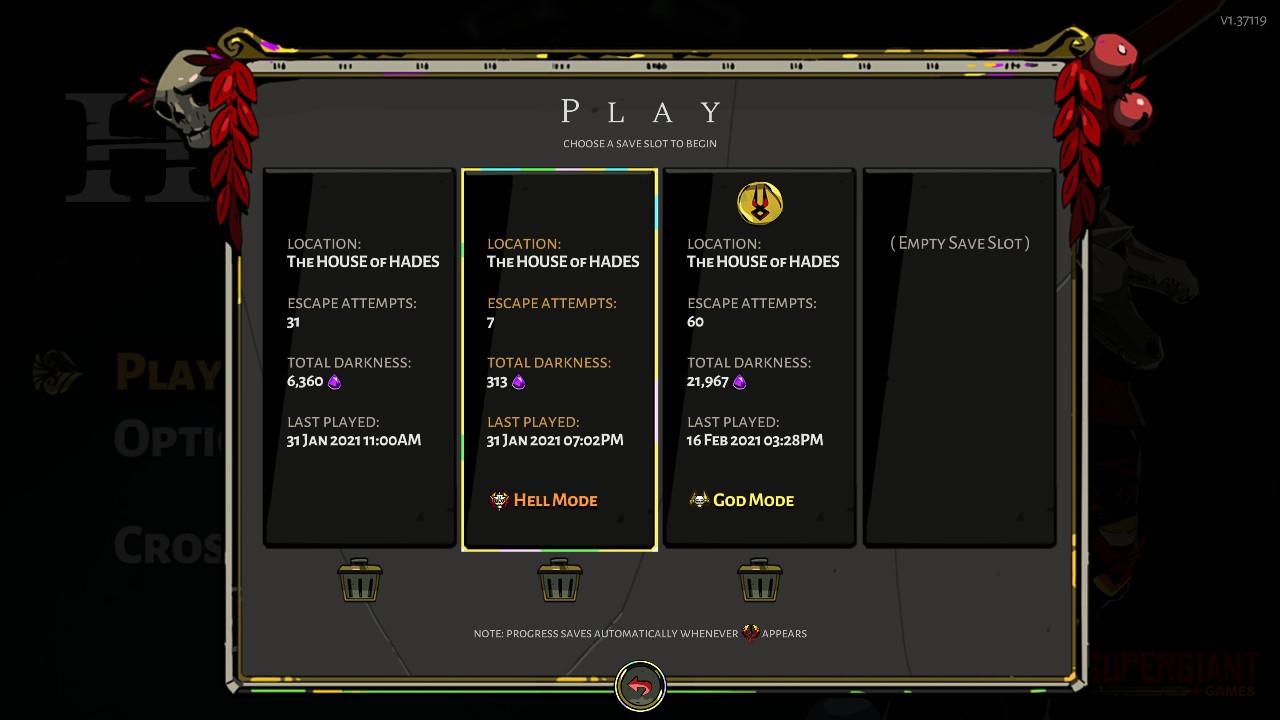 V1.37119
H
PLAY
CHOOSE A SAVE SLOT TO BEGIN
LOCATION:
THE HOUSE OF HADES
ESCAPE ATTEMPTS:
31
TOTAL DARKNESS:
6,360
LAST PLAYED:
31 JAN 2021 11:00AM
LOCATION:
THE HOUSE OF HADES
ESCAPE ATTEMPTS:
7
TOTAL DARKNESS:
313
LAST PLAYED:
31 JAN 2021 07:02PM
HELL MODE
LOCATION:
THE HOUSE OF HADES
ESCAPE ATTEMPTS:
60
TOTAL DARKNESS:
21,967
LAST PLAYED:
16 FEB 2021 03:28PM
GOD MODE
( EMPTY SAVE SLOT )
PLAY
OPTI
CROS
NOTE: PROGRESS SAVES AUTOMATICALLY WHENEVER APPEARS
SUPERGIANT
GAMES